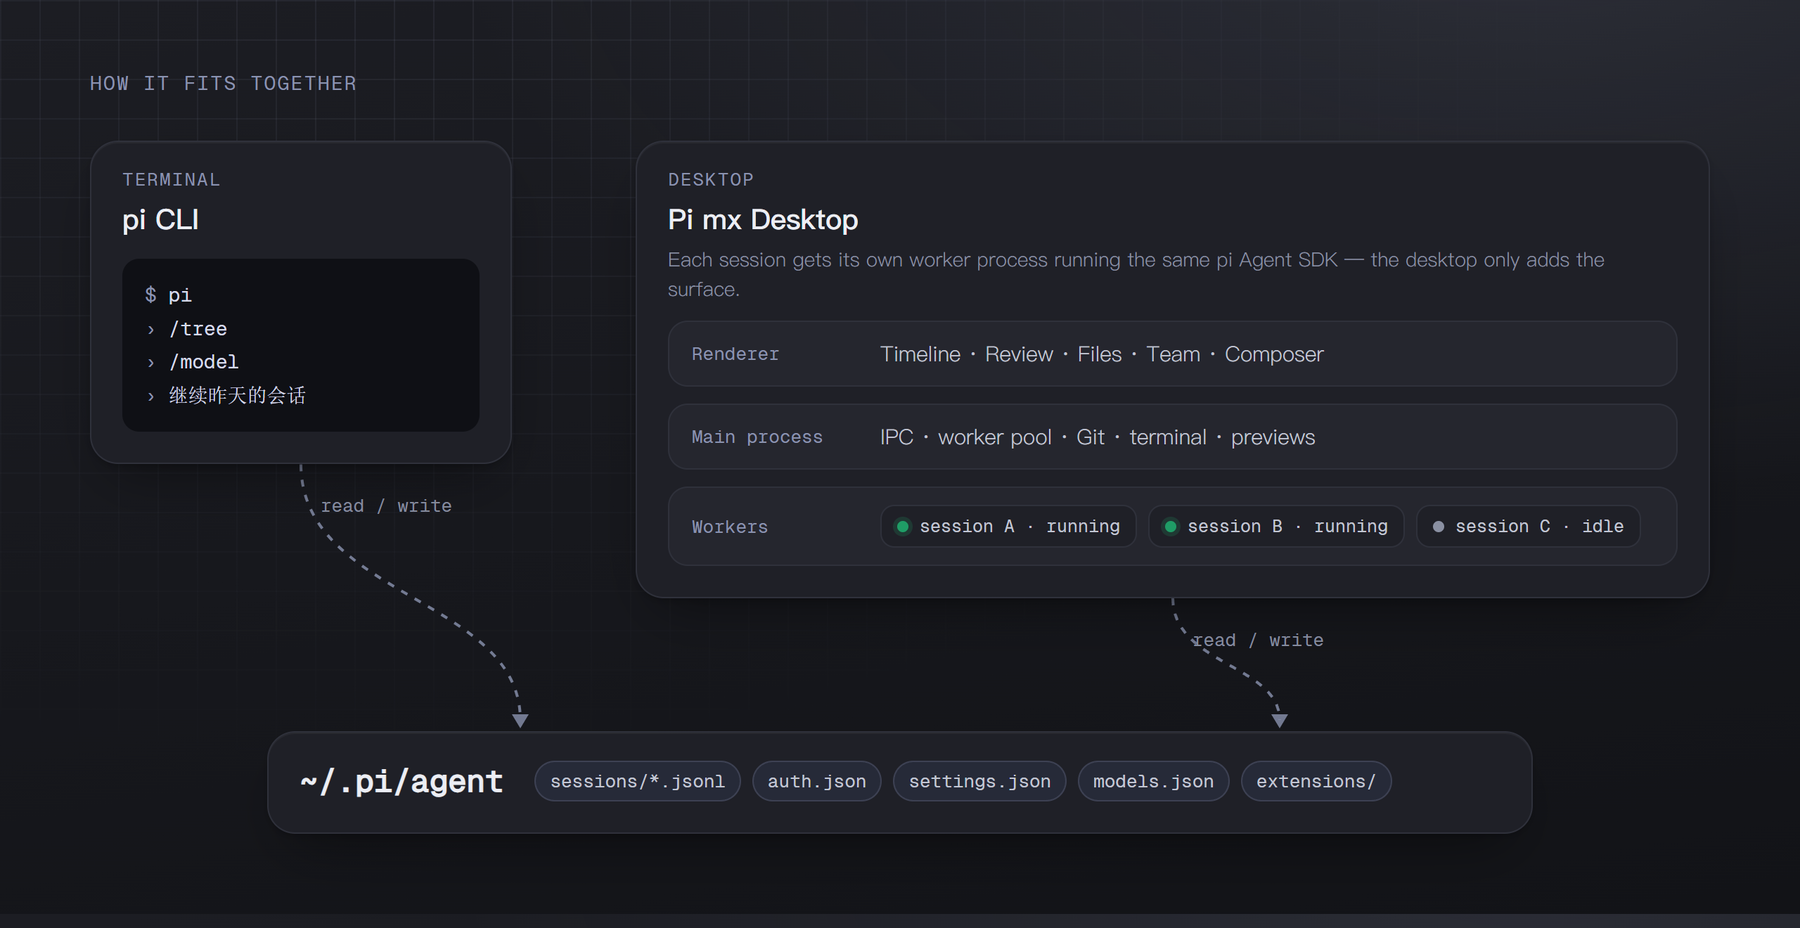 HOW IT FITS TOGETHER
TERMINAL
pi CLI
$ pi
› /tree
› /model
› 继续昨天的会话
read / write
DESKTOP
Pi mx Desktop
Each session gets its own worker process running the same pi Agent SDK — the desktop only adds the
surface.
Renderer Timeline · Review · Files · Team · Composer
Main process IPC · worker pool · Git · terminal · previews
Workers session A · running session B · running session C · idle
read / write
~/.pi/agent sessions/*.jsonl auth.json settings.json models.json extensions/